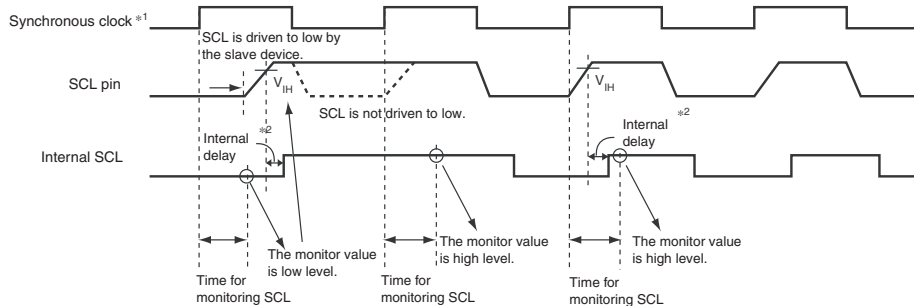 Synchronous clock *1
SCL is driven to low by
the slave device.
SCL pin
VIH
VIH
SCL is not driven to low.
Internal
delay
*2
Internal
delay
*2
Internal SCL
The monitor value
is low level.
The monitor value
is high level.
The monitor value
is high level.
Time for
monitoring SCL
Time for
monitoring SCL
Time for
monitoring SCL